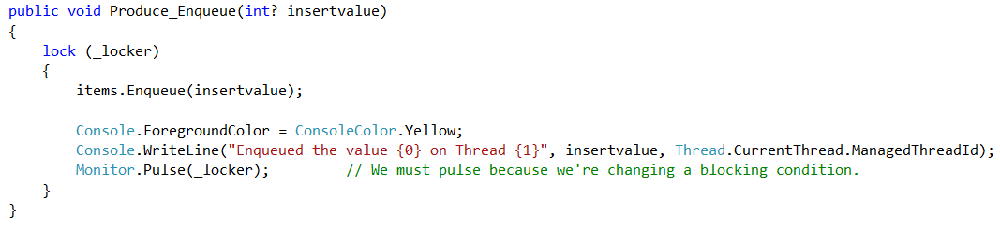 public void Produce_Enqueue(int? insertvalue)
{
    lock (_locker)
    {
        items.Enqueue(insertvalue);

        Console.ForegroundColor = ConsoleColor.Yellow;
        Console.WriteLine("Enqueued the value {0} on Thread {1}", insertvalue, Thread.CurrentThread.ManagedThreadId);
        Monitor.Pulse(_locker);         // We must pulse because we're changing a blocking condition.
    }
}